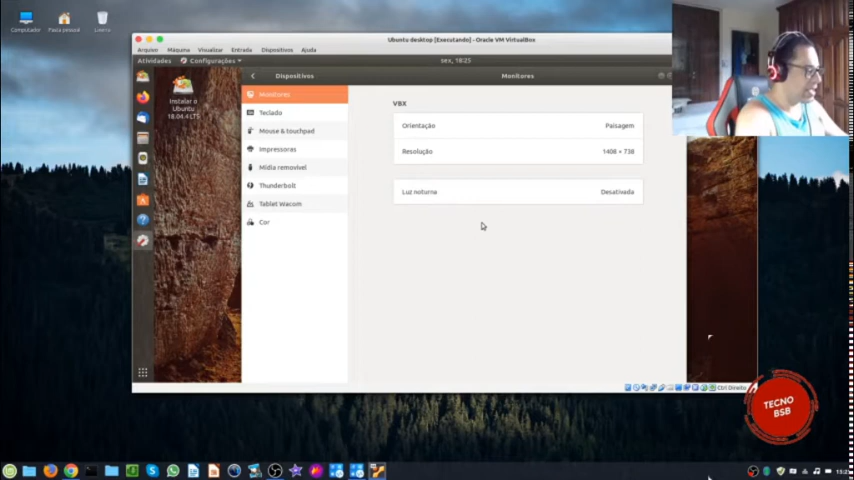 Computador
Pasta pessoal
Lixeira
Ubuntu desktop [Executando] - Oracle VM VirtualBox
Arquivo Máquina Visualizar Entrada Dispositivos Ajuda
Atividades Configurações sex, 18:25
Dispositivos Monitores
Instalar o
Ubuntu
18.04.4 LTS
Monitores
Teclado
Mouse & touchpad
Impressoras
Mídia removível
Thunderbolt
Tablet Wacom
Cor
VBX
Orientação Paisagem
Resolução 1408 × 738
Luz noturna Desativada
Ctrl Direito
TECNO
BSB